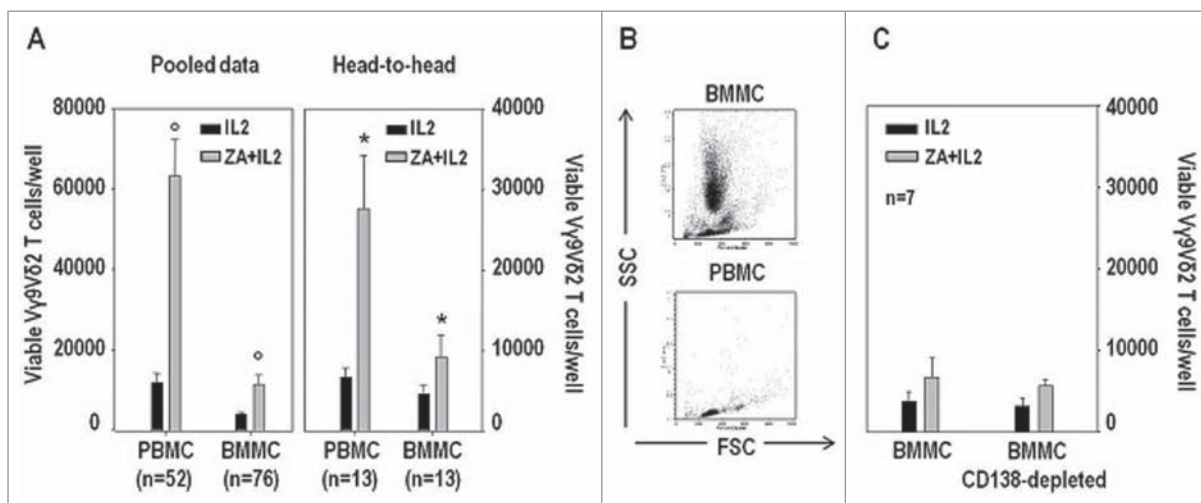 A
Pooled data
Head-to-head
80000
60000
40000
20000
0
Viable Vγ9Vδ2 T cells/well
IL2
ZA+IL2
IL2
ZA+IL2
40000
30000
20000
10000
0
Viable Vγ9Vδ2 T cells/well
PBMC
(n=52)
BMMC
(n=76)
PBMC
(n=13)
BMMC
(n=13)
B
BMMC
PBMC
SSC
FSC
C
IL2
ZA+IL2
n=7
40000
30000
20000
10000
0
Viable Vγ9Vδ2 T cells/well
BMMC
BMMC
CD138-depleted